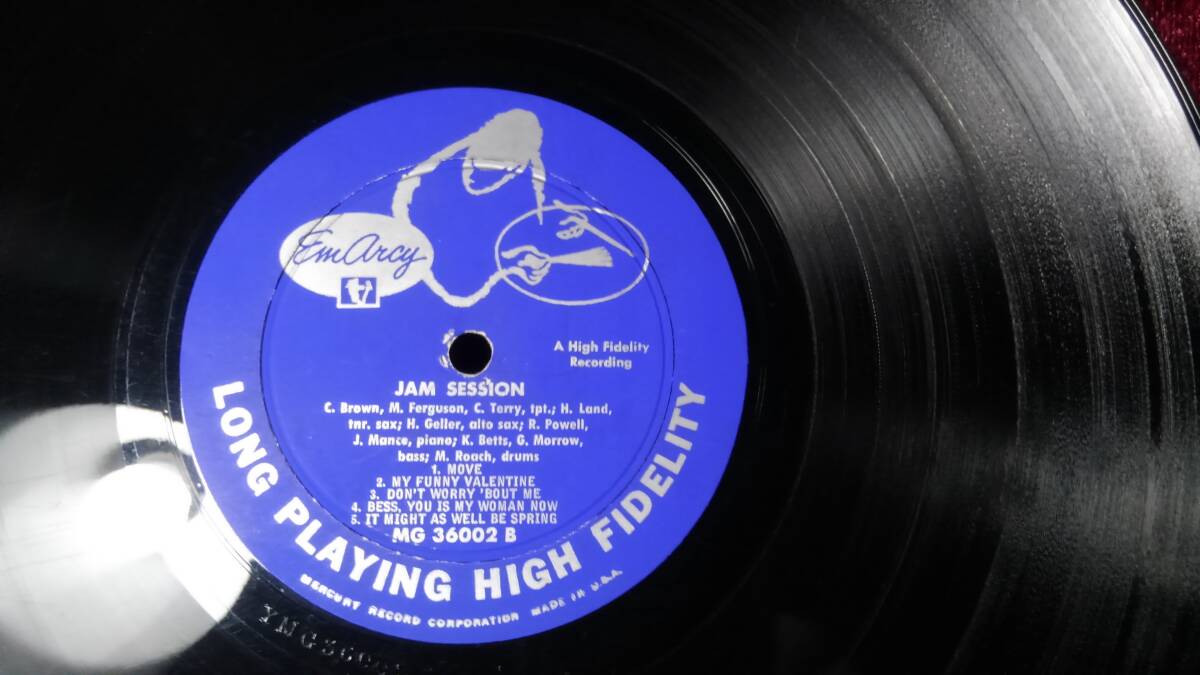 EmArcy
A High Fidelity
Recording
JAM SESSION
C. Brown, M. Ferguson, C. Terry, tpt.; H. Land,
tnr. sax; H. Geller, alto sax; R. Powell,
J. Mance, piano; K. Betts, G. Morrow,
bass; M. Roach, drums
1. MOVE
2. MY FUNNY VALENTINE
3. DON'T WORRY 'BOUT ME
4. BESS, YOU IS MY WOMAN NOW
5. IT MIGHT AS WELL BE SPRING
MG 36002 B
LONG PLAYING HIGH FIDELITY
MERCURY RECORD CORPORATION MADE IN U.S.A.